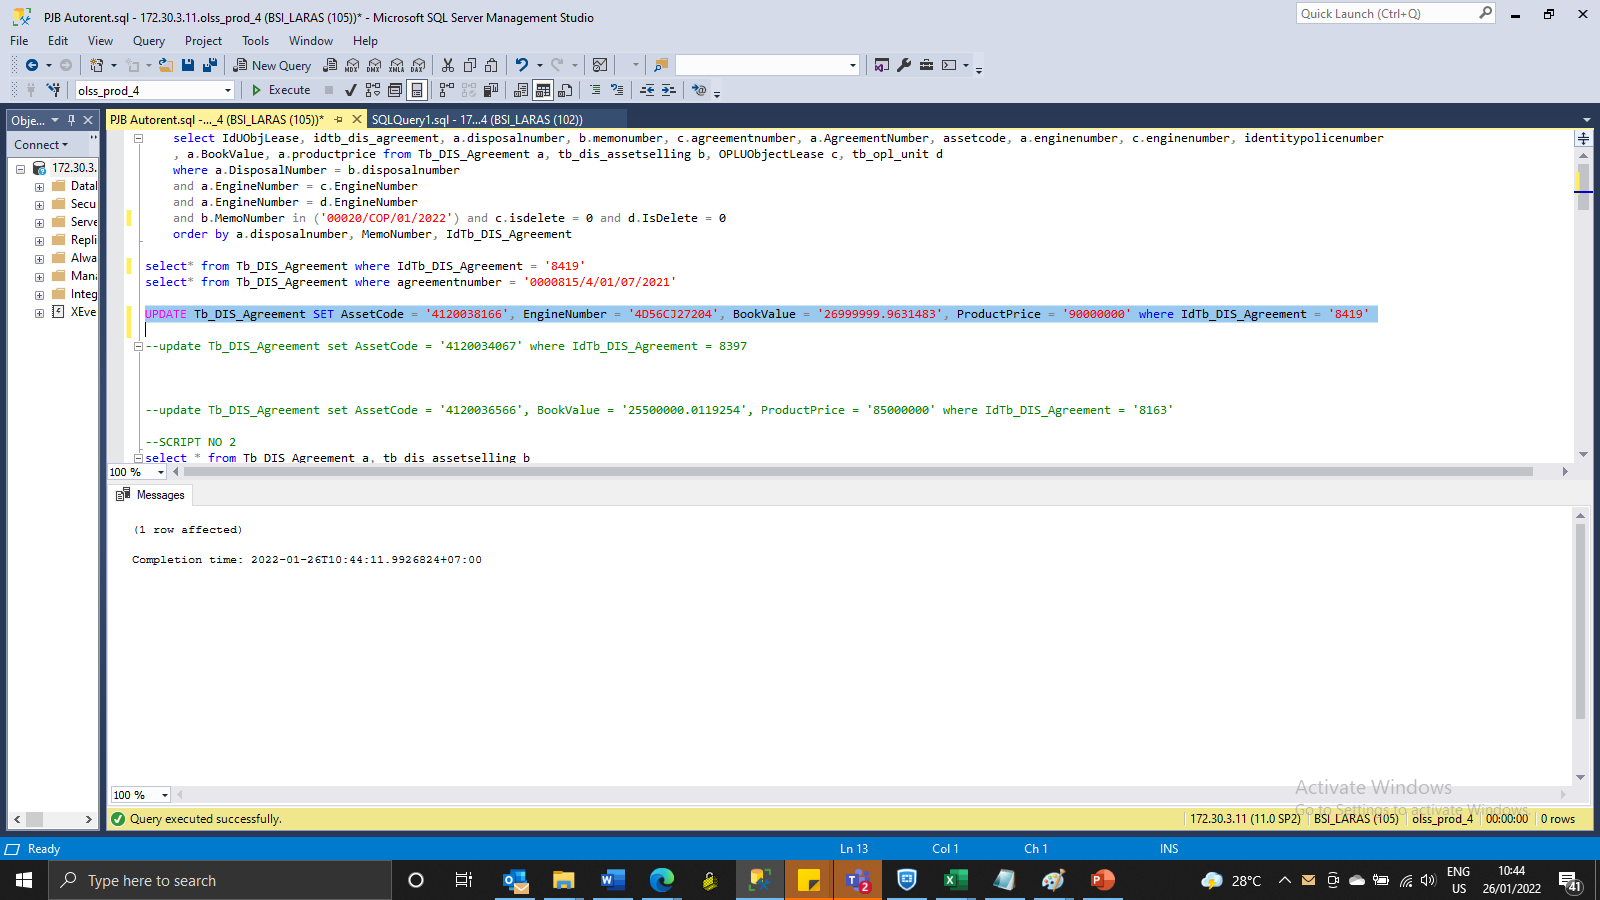 PJB Autorent.sql - 172.30.3.11.olss_prod_4 (BSI_LARAS (105))* - Microsoft SQL Server Management Studio
Quick Launch (Ctrl+Q)
File Edit View Query Project Tools Window Help
New Query MDX DMX XMLA DAX
olss_prod_4 Execute
Obje... PJB Autorent.sql -..._4 (BSI_LARAS (105))* SQLQuery1.sql - 17...4 (BSI_LARAS (102))
Connect
172.30.3.
Datal
Secu
Serve
Repli
Alwa
Mana
Integ
XEve
select IdUObjLease, idtb_dis_agreement, a.disposalnumber, b.memonumber, c.agreementnumber, a.AgreementNumber, assetcode, a.enginenumber, c.enginenumber, identitypolicenumber
, a.BookValue, a.productprice from Tb_DIS_Agreement a, tb_dis_assetselling b, OPLUObjectLease c, tb_opl_unit d
where a.DisposalNumber = b.disposalnumber
and a.EngineNumber = c.EngineNumber
and a.EngineNumber = d.EngineNumber
and b.MemoNumber in ('00020/COP/01/2022') and c.isdelete = 0 and d.IsDelete = 0
order by a.disposalnumber, MemoNumber, IdTb_DIS_Agreement
select* from Tb_DIS_Agreement where IdTb_DIS_Agreement = '8419'
select* from Tb_DIS_Agreement where agreementnumber = '0000815/4/01/07/2021'
UPDATE Tb_DIS_Agreement SET AssetCode = '4120038166', EngineNumber = '4D56CJ27204', BookValue = '26999999.9631483', ProductPrice = '90000000' where IdTb_DIS_Agreement = '8419'
--update Tb_DIS_Agreement set AssetCode = '4120034067' where IdTb_DIS_Agreement = 8397
--update Tb_DIS_Agreement set AssetCode = '4120036566', BookValue = '25500000.0119254', ProductPrice = '85000000' where IdTb_DIS_Agreement = '8163'
--SCRIPT NO 2
select * from Tb_DIS_Agreement a, tb_dis_assetselling b
100 %
Messages
(1 row affected)
Completion time: 2022-01-26T10:44:11.9926824+07:00
Activate Windows
Go to Settings to activate Windows.
100 %
Query executed successfully. 172.30.3.11 (11.0 SP2) BSI_LARAS (105) olss_prod_4 00:00:00 0 rows
Ready Ln 13 Col 1 Ch 1 INS
Type here to search 2 28°C ENG US 10:44 26/01/2022 41